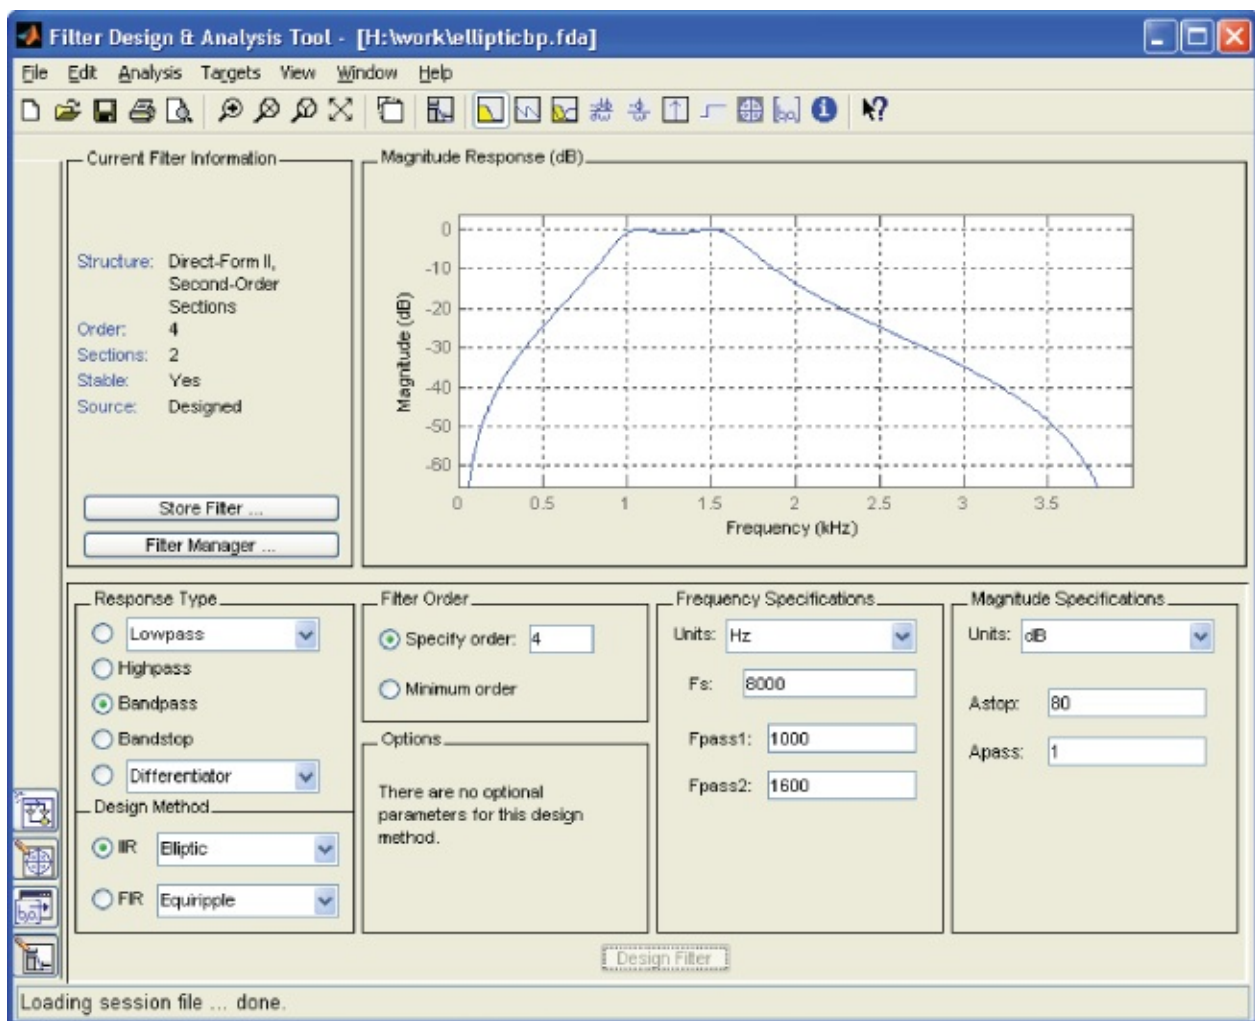 Filter Design & Analysis Tool - [H:\work\ellipticbp.fda]
File Edit Analysis Targets View Window Help
Current Filter Information
Structure: Direct-Form II,
Second-Order
Sections
Order: 4
Sections: 2
Stable: Yes
Source: Designed
Store Filter ...
Filter Manager ...
Magnitude Response (dB)
Magnitude (dB)
0
-10
-20
-30
-40
-50
-60
0 0.5 1 1.5 2 2.5 3 3.5
Frequency (kHz)
Response Type
Lowpass
Highpass
Bandpass
Bandstop
Differentiator
Design Method
IIR Elliptic
FIR Equiripple
Filter Order
Specify order: 4
Minimum order
Options
There are no optional
parameters for this design
method.
Frequency Specifications
Units: Hz
Fs: 8000
Fpass1: 1000
Fpass2: 1600
Magnitude Specifications
Units: dB
Astop: 80
Apass: 1
Design Filter
Loading session file ... done.